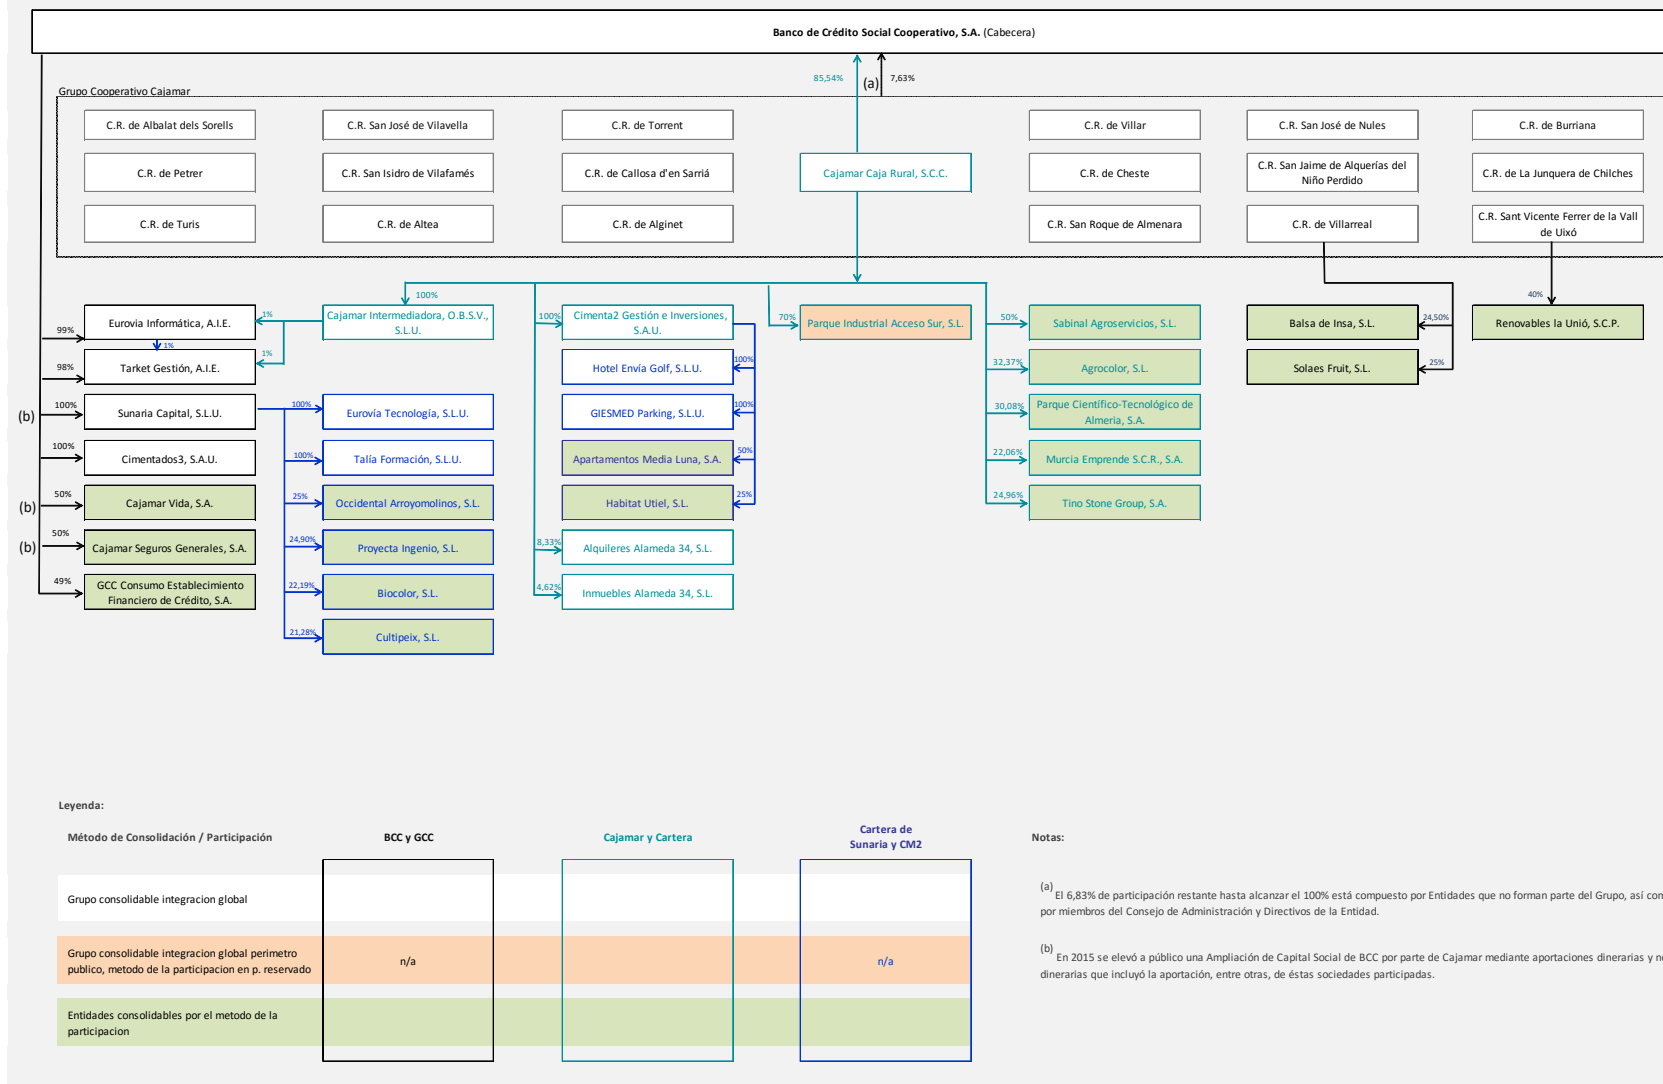 Banco de Crédito Social Cooperativo, S.A. (Cabecera)
85,54%
(a)
7,63%
Grupo Cooperativo Cajamar
C.R. de Albalat dels Sorells
C.R. San José de Vilavella
C.R. de Torrent
C.R. de Villar
C.R. San José de Nules
C.R. de Burriana
C.R. de Petrer
C.R. San Isidro de Vilafamés
C.R. de Callosa d'en Sarriá
Cajamar Caja Rural, S.C.C.
C.R. de Cheste
C.R. San Jaime de Alquerías del
Niño Perdido
C.R. de La Junquera de Chilches
C.R. de Turis
C.R. de Altea
C.R. de Alginet
C.R. San Roque de Almenara
C.R. de Villarreal
C.R. Sant Vicente Ferrer de la Vall
de Uixó
99%
Eurovia Informática, A.I.E.
1%
100%
Cajamar Intermediadora, O.B.S.V.,
S.L.U.
100%
Cimenta2 Gestión e Inversiones,
S.A.U.
70%
Parque Industrial Acceso Sur, S.L.
50%
Sabinal Agroservicios, S.L.
Balsa de Insa, S.L.
24,50%
40%
Renovables la Unió, S.C.P.
1%
98%
Tarket Gestión, A.I.E.
1%
Hotel Envía Golf, S.L.U.
100%
32,37%
Agrocolor, S.L.
Solaes Fruit, S.L.
25%
(b)
100%
Sunaria Capital, S.L.U.
100%
Eurovía Tecnología, S.L.U.
GIESMED Parking, S.L.U.
100%
30,08%
Parque Científico-Tecnológico de
Almeria, S.A.
100%
Cimentados3, S.A.U.
100%
Talía Formación, S.L.U.
Apartamentos Media Luna, S.A.
50%
22,06%
Murcia Emprende S.C.R., S.A.
(b)
50%
Cajamar Vida, S.A.
25%
Occidental Arroyomolinos, S.L.
Habitat Utiel, S.L.
25%
24,96%
Tino Stone Group, S.A.
(b)
50%
Cajamar Seguros Generales, S.A.
24,90%
Proyecta Ingenio, S.L.
8,33%
Alquileres Alameda 34, S.L.
49%
GCC Consumo Establecimiento
Financiero de Crédito, S.A.
22,19%
Biocolor, S.L.
4,62%
Inmuebles Alameda 34, S.L.
21,28%
Cultipeix, S.L.
Leyenda:
Método de Consolidación / Participación
BCC y GCC
Cajamar y Cartera
Cartera de
Sunaria y CM2
Notas:
Grupo consolidable integracion global
(a) El 6,83% de participación restante hasta alcanzar el 100% está compuesto por Entidades que no forman parte del Grupo, así
por miembros del Consejo de Administración y Directivos de la Entidad.
Grupo consolidable integracion global perimetro
publico, metodo de la participacion en p. reservado
n/a
n/a
(b) En 2015 se elevó a público una Ampliación de Capital Social de BCC por parte de Cajamar mediante aportaciones dinerarias y
dinerarias que incluyó la aportación, entre otras, de éstas sociedades participadas.
Entidades consolidables por el metodo de la
participacion